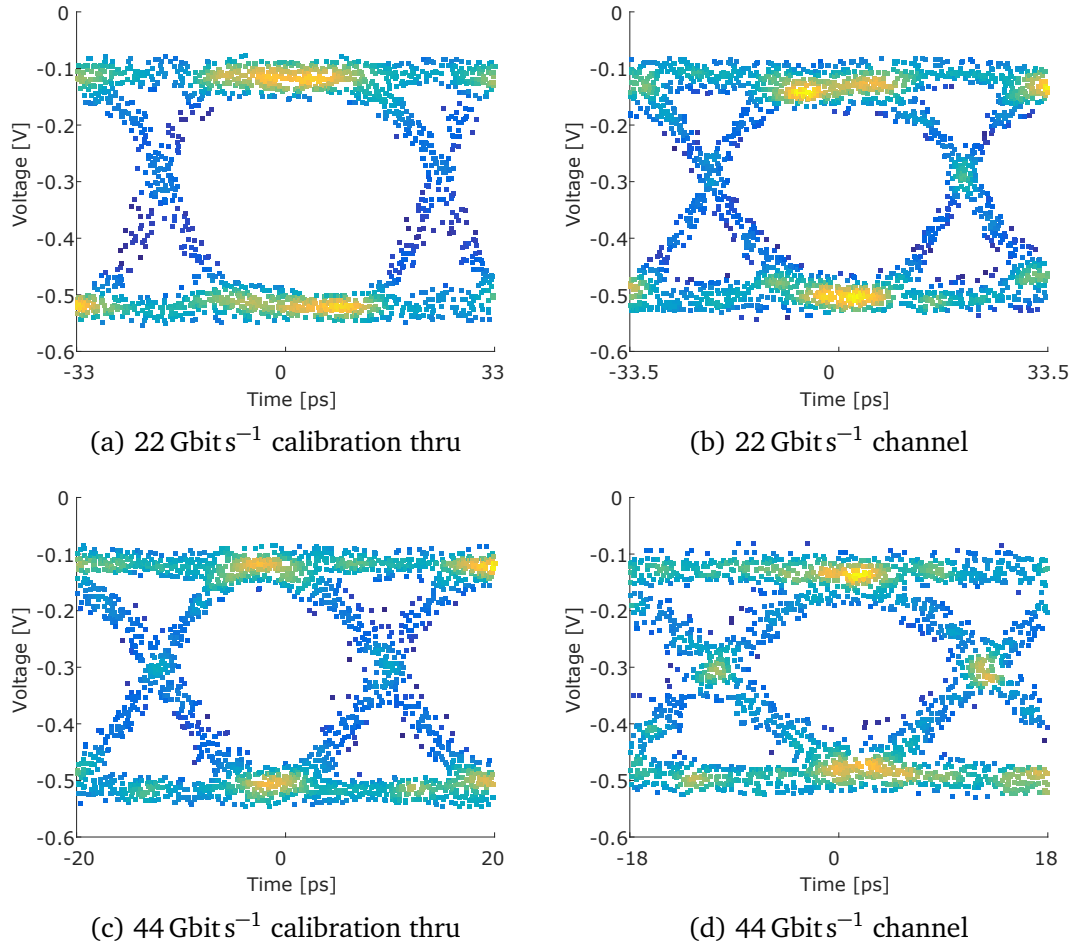 0
-0.1
-0.2
-0.3
-0.4
-0.5
-0.6
Voltage [V]
-33 0 33
Time [ps]
(a) 22 Gbit s⁻¹ calibration thru
0
-0.1
-0.2
-0.3
-0.4
-0.5
-0.6
Voltage [V]
-33.5 0 33.5
Time [ps]
(b) 22 Gbit s⁻¹ channel
0
-0.1
-0.2
-0.3
-0.4
-0.5
-0.6
Voltage [V]
-20 0 20
Time [ps]
(c) 44 Gbit s⁻¹ calibration thru
0
-0.1
-0.2
-0.3
-0.4
-0.5
-0.6
Voltage [V]
-18 0 18
Time [ps]
(d) 44 Gbit s⁻¹ channel